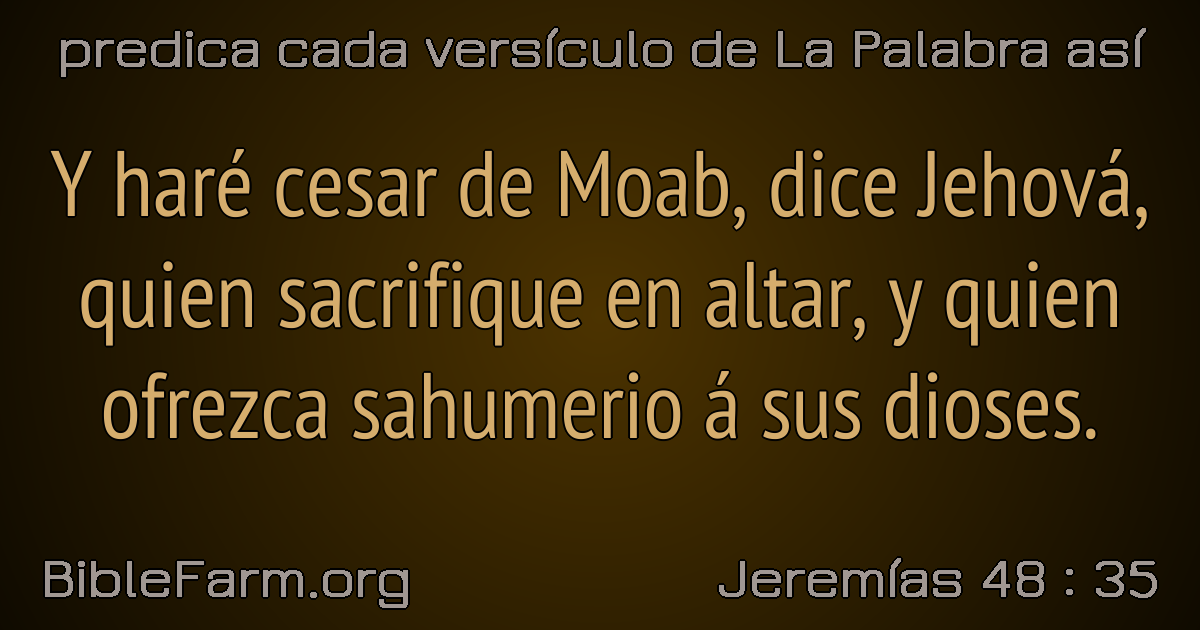 predica cada versículo de La Palabra así
Y haré cesar de Moab, dice Jehová,
quien sacrifique en altar, y quien
ofrezca sahumerio á sus dioses.
BibleFarm.org
Jeremías 48 : 35